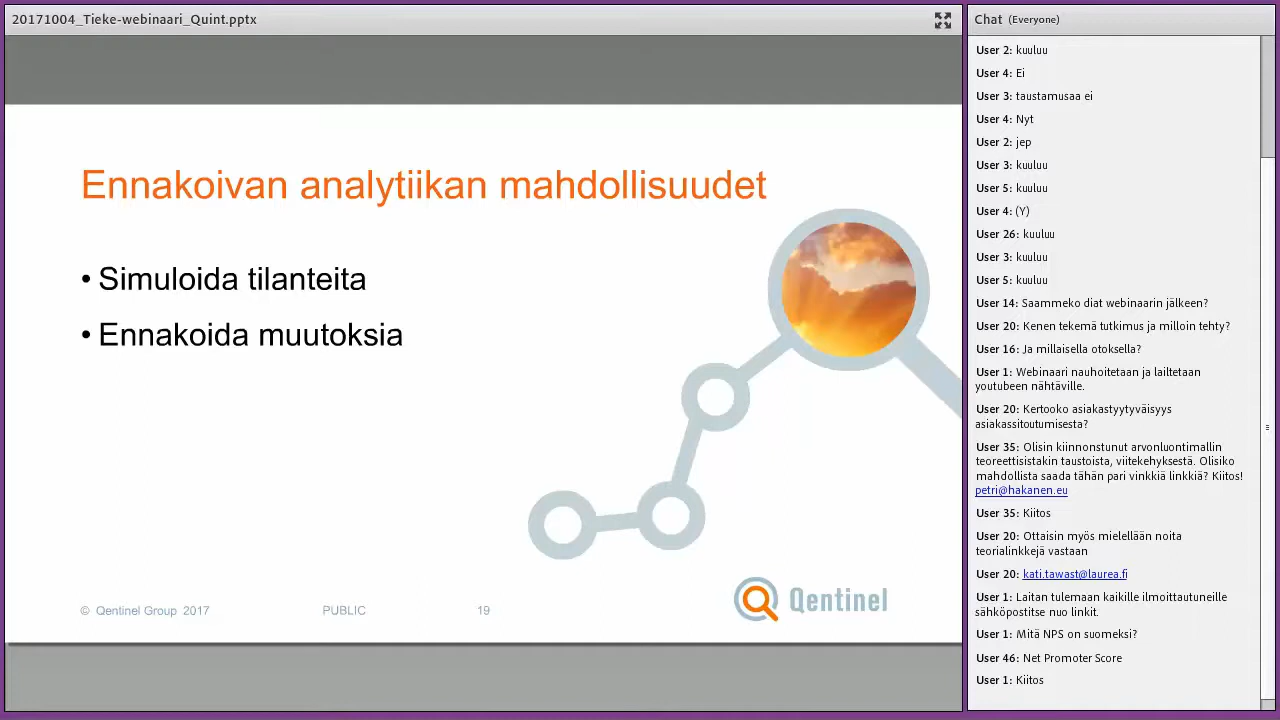 20171004_Tieke-webinaari_Quint.pptx
Ennakoivan analytiikan mahdollisuudet
• Simuloida tilanteita
• Ennakoida muutoksia
© Qentinel Group 2017
PUBLIC
19
Qentinel
Chat (Everyone)
User 2: kuuluu
User 4: Ei
User 3: taustamusaa ei
User 4: Nyt
User 2: jep
User 3: kuuluu
User 5: kuuluu
User 4: (Y)
User 26: kuuluu
User 3: kuuluu
User 5: kuuluu
User 14: Saammeko diat webinaarin jälkeen?
User 20: Kenen tekemä tutkimus ja milloin tehty?
User 16: Ja millaisella otoksella?
User 1: Webinaari nauhoitetaan ja lailtetaan
youtubeen nähtäville.
User 20: Kertooko asiakastyytyväisyys
asiakassitoutumisesta?
User 35: Olisin kiinnonstunut arvonluontimallin
teoreettisistakin taustoista, viitekehyksestä. Olisiko
mahdollista saada tähän pari vinkkiä linkkiä? Kiitos!
petri@hakanen.eu
User 35: Kiitos
User 20: Ottaisin myös mielellään noita
teorialinkkejä vastaan
User 20: kati.tawast@laurea.fi
User 1: Laitan tulemaan kaikille ilmoittautuneille
sähköpostitse nuo linkit.
User 1: Mitä NPS on suomeksi?
User 46: Net Promoter Score
User 1: Kiitos